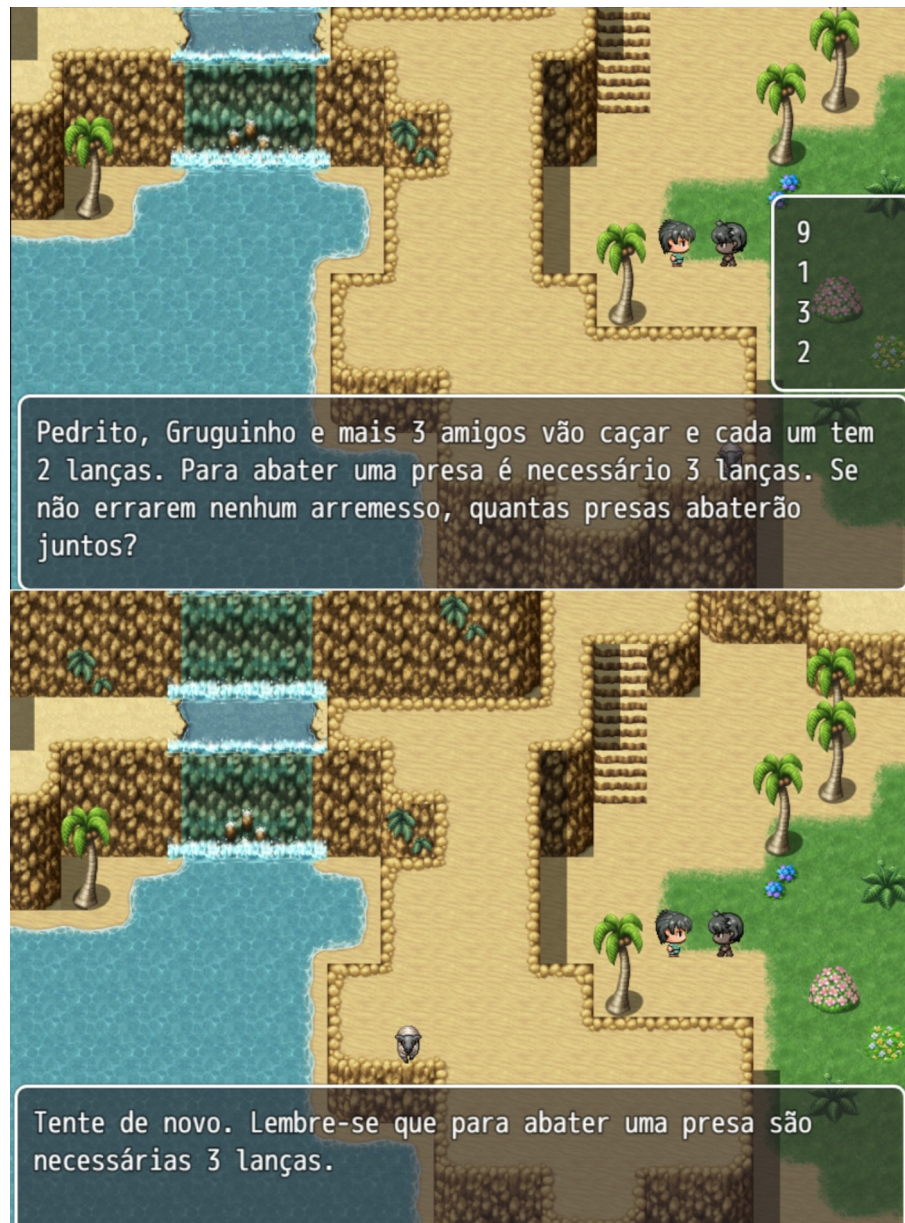 9
1
3
2
Pedrito, Gruguinho e mais 3 amigos vão caçar e cada um tem
2 lanças. Para abater uma presa é necessário 3 lanças. Se
não errarem nenhum arremesso, quantas presas abaterão
juntos?
Tente de novo. Lembre-se que para abater uma presa são
necessárias 3 lanças.